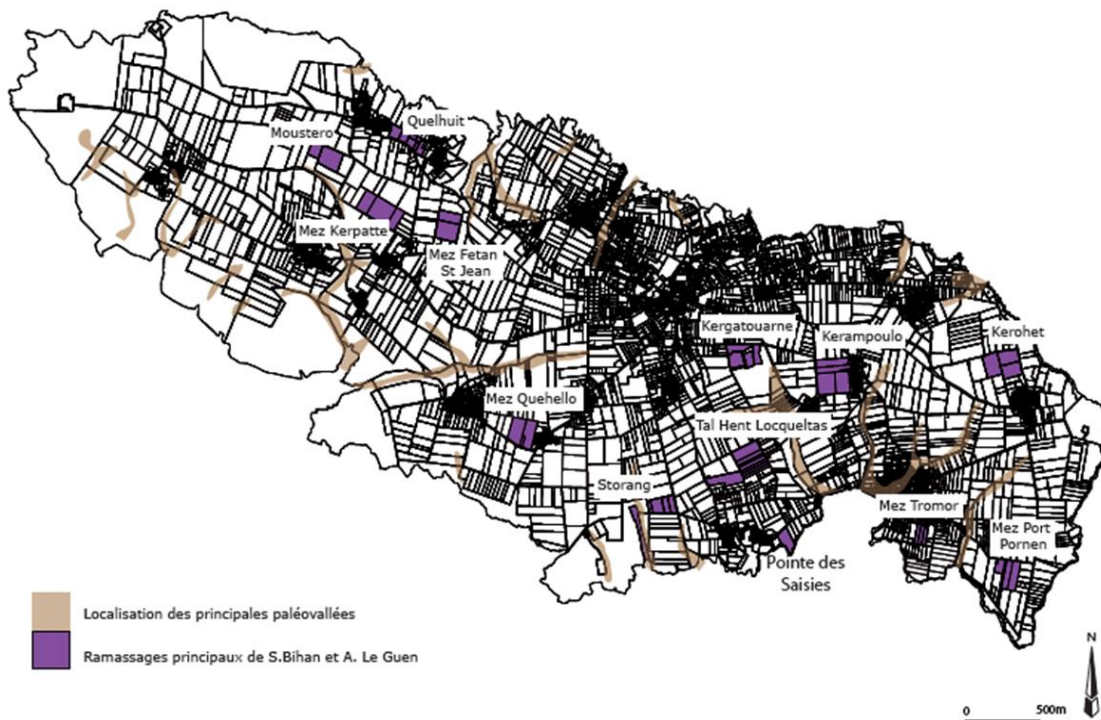 Quelhuit
Moustero
Mez Kerpatte
Mez Fetan
St Jean
Kergatouarne
Kerampoulo
Kerohet
Mez Quehello
Tal Hent Locqueltas
Storang
Mez Tromor
Mez Port
Pornen
Pointe des
Saisies
Localisation des principales paléovallées
Ramassages principaux de S.Bihan et A. Le Guen
N
0 500m